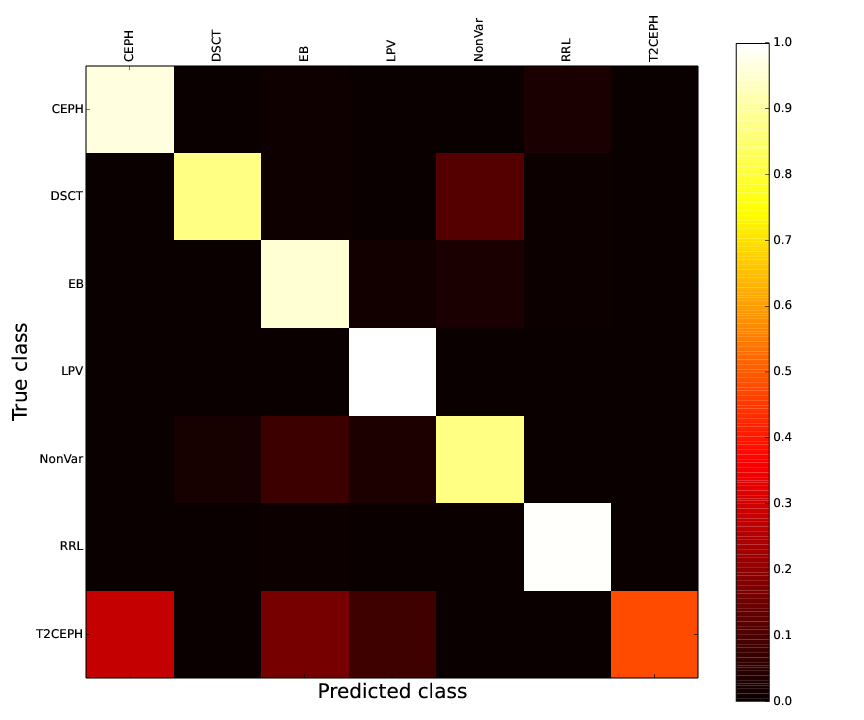 CEPH
DSCT
EB
LPV
NonVar
RRL
T2CEPH
CEPH
DSCT
EB
LPV
NonVar
RRL
T2CEPH
True class
Predicted class
1.0
0.9
0.8
0.7
0.6
0.5
0.4
0.3
0.2
0.1
0.0